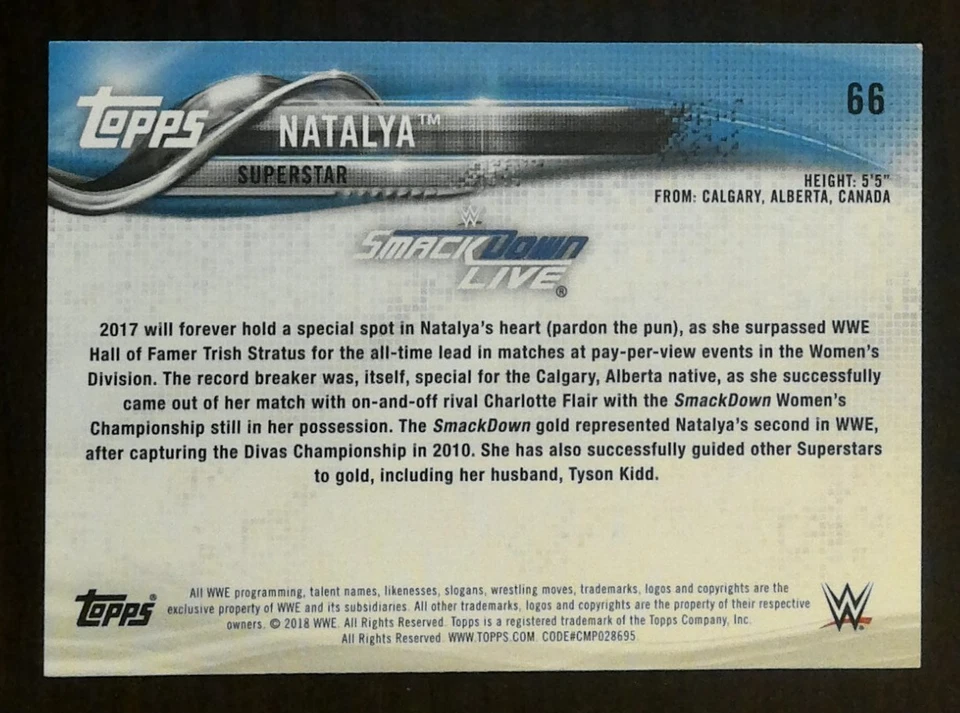 Topps
NATALYA™
66
SUPERSTAR
HEIGHT: 5'5"
FROM: CALGARY, ALBERTA, CANADA
W
SMACKDOWN
LIVE®
2017 will forever hold a special spot in Natalya's heart (pardon the pun), as she surpassed WWE
Hall of Famer Trish Stratus for the all-time lead in matches at pay-per-view events in the Women's
Division. The record breaker was, itself, special for the Calgary, Alberta native, as she successfully
came out of her match with on-and-off rival Charlotte Flair with the SmackDown Women's
Championship still in her possession. The SmackDown gold represented Natalya's second in WWE,
after capturing the Divas Championship in 2010. She has also successfully guided other Superstars
to gold, including her husband, Tyson Kidd.
Topps®
All WWE programming, talent names, likenesses, slogans, wrestling moves, trademarks, logos and copyrights are the
exclusive property of WWE and its subsidiaries. All other trademarks, logos and copyrights are the property of their respective
owners. © 2018 WWE. All Rights Reserved. Topps is a registered trademark of the Topps Company, Inc.
All Rights Reserved. WWW.TOPPS.COM. CODE#CMP028695
W